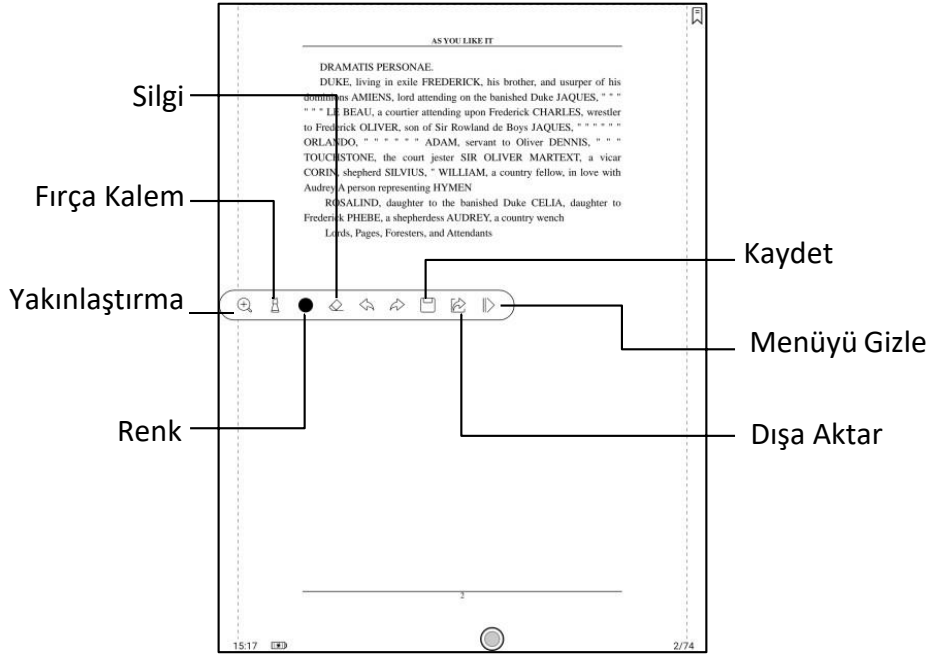 AS YOU LIKE IT
DRAMATIS PERSONAE.
DUKE, living in exile FREDERICK, his brother, and usurper of his
dominions AMIENS, lord attending on the banished Duke JAQUES, " " "
" " " LE BEAU, a courtier attending upon Frederick CHARLES, wrestler
to Frederick OLIVER, son of Sir Rowland de Boys JAQUES, " " " " " "
ORLANDO, " " " " " " ADAM, servant to Oliver DENNIS, " " "
TOUCHSTONE, the court jester SIR OLIVER MARTEXT, a vicar
CORIN, shepherd SILVIUS, " WILLIAM, a country fellow, in love with
Audrey A person representing HYMEN
ROSALIND, daughter to the banished Duke CELIA, daughter to
Frederick PHEBE, a shepherdess AUDREY, a country wench
Lords, Pages, Foresters, and Attendants
Silgi
Fırça Kalem
Yakınlaştırma
Renk
Kaydet
Menüyü Gizle
Dışa Aktar
2
15:17
2/74